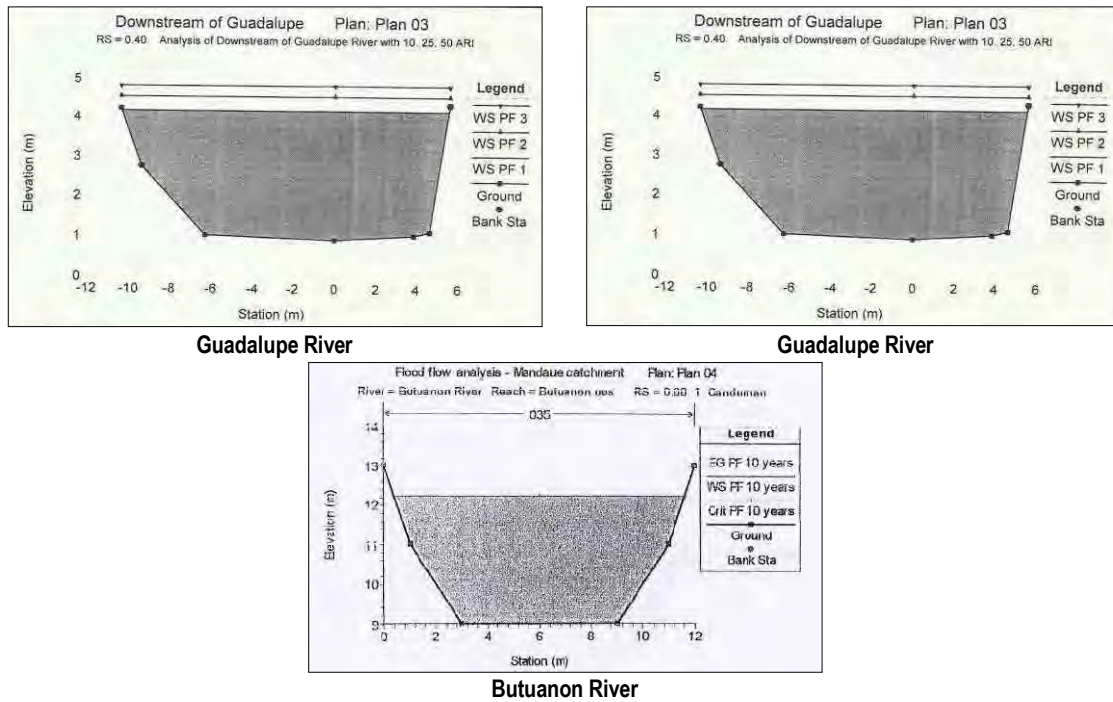 Downstream of Guadalupe Plan: Plan 03
RS = 0.40 Analysis of Downstream of Guadalupe River with 10, 25, 50 ARI
Elevation (m)
5
4
3
2
1
0
-12 -10 -8 -6 -4 -2 0 2 4 6
Station (m)
Legend
WS PF 3
WS PF 2
WS PF 1
Ground
Bank Sta
Guadalupe River
Downstream of Guadalupe Plan: Plan 03
RS = 0.40 Analysis of Downstream of Guadalupe River with 10, 25, 50 ARI
Elevation (m)
5
4
3
2
1
0
-12 -10 -8 -6 -4 -2 0 2 4 6
Station (m)
Legend
WS PF 3
WS PF 2
WS PF 1
Ground
Bank Sta
Guadalupe River
Flood flow analysis - Mandaue catchment Plan: Plan 04
River = Butuanon River Reach = Butuanon RS = 0.00
.035
Elevation (m)
14
13
12
11
10
9
0 2 4 6 8 10 12
Station (m)
Legend
EG PF 10 years
WS PF 10 years
Crit PF 10 years
Ground
Bank Sta
Butuanon River